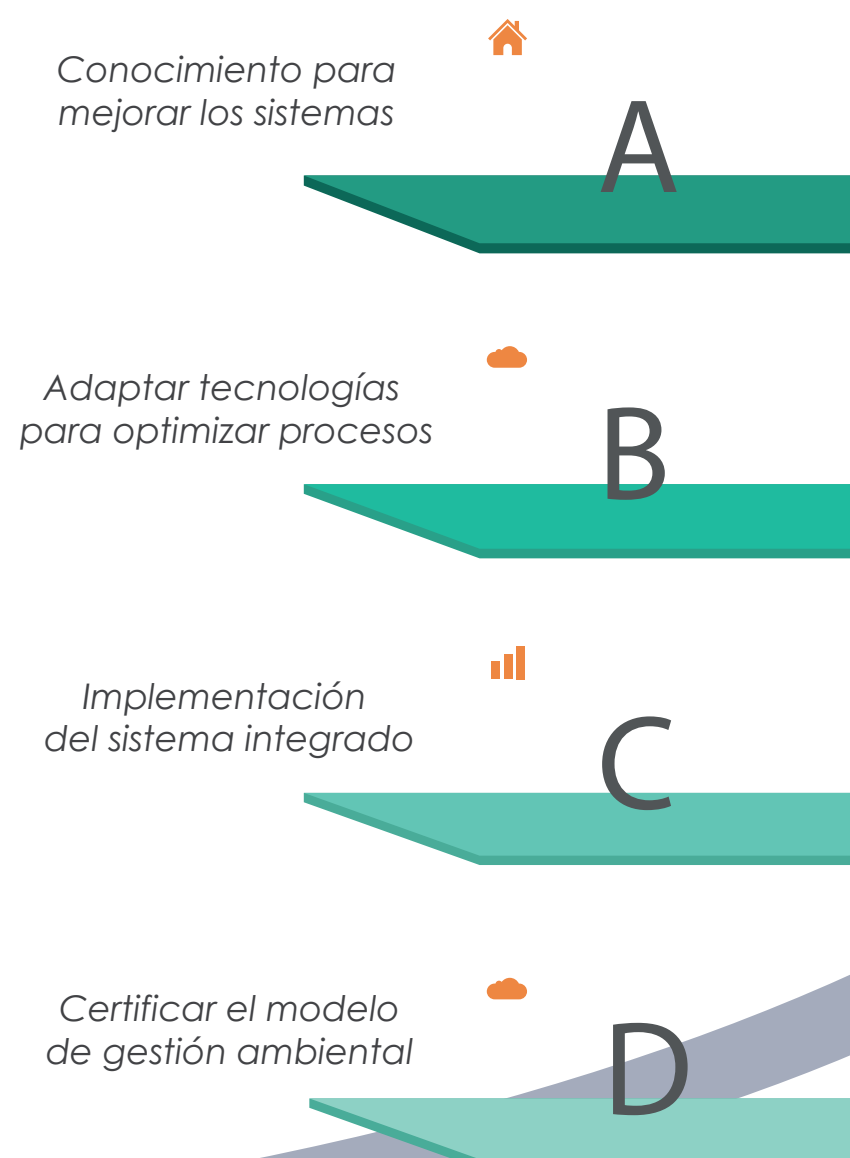 Conocimiento para
mejorar los sistemas
A
Adaptar tecnologías
para optimizar procesos
B
Implementación
del sistema integrado
C
Certificar el modelo
de gestión ambiental
D